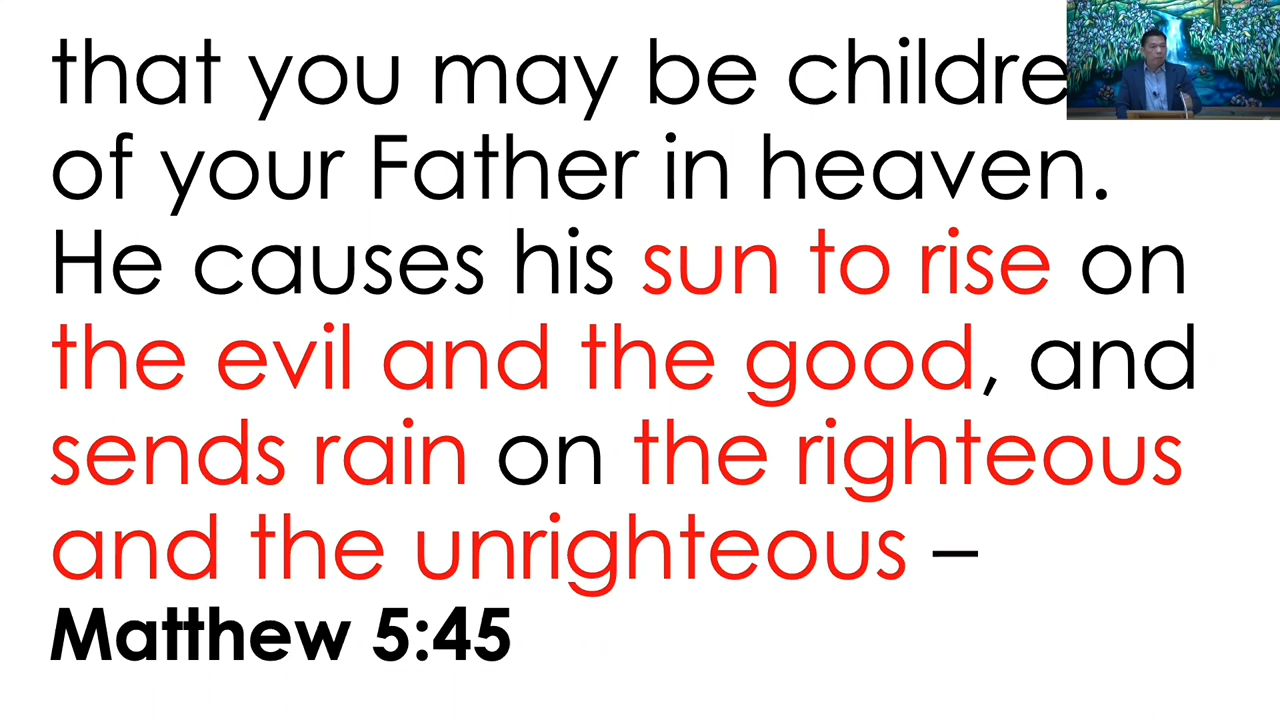 that you may be childre
of your Father in heaven.
He causes his sun to rise on
the evil and the good, and
sends rain on the righteous
and the unrighteous –
Matthew 5:45